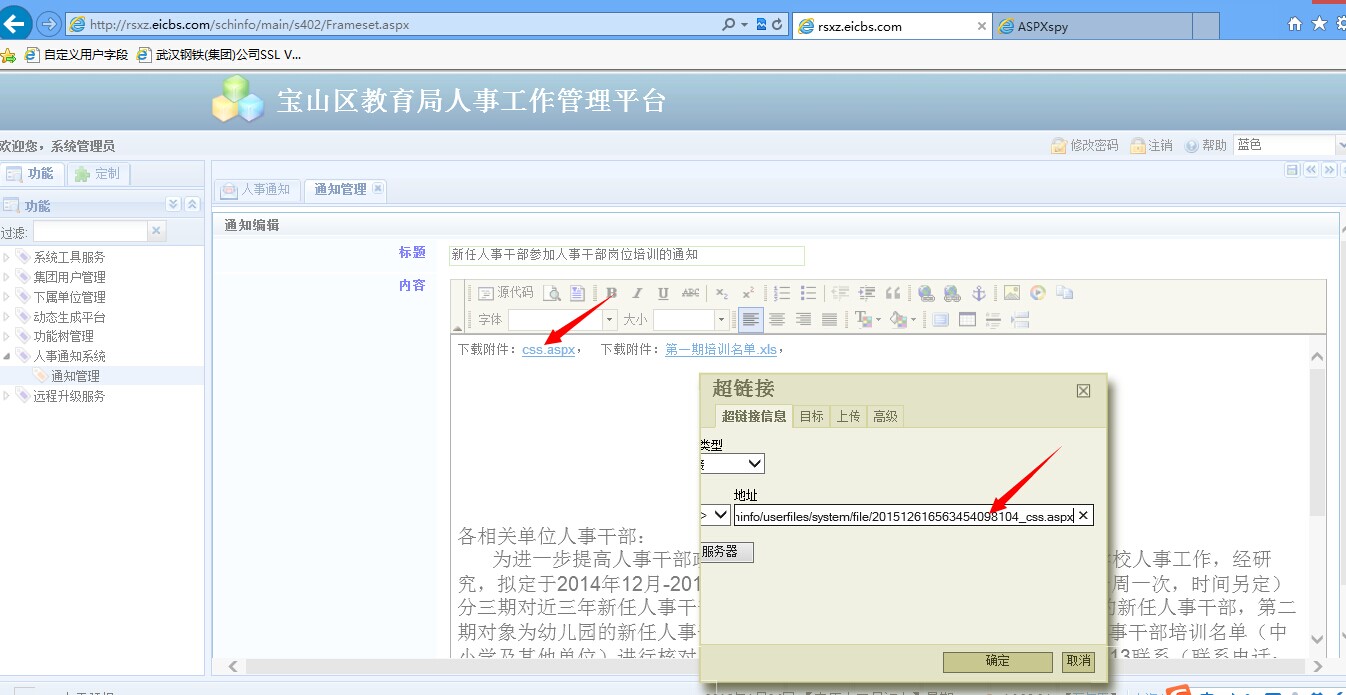 http://rsxz.eicbs.com/schinfo/main/s402/Frameset.aspx
rsxz.eicbs.com
ASPXspy
自定义用户字段
武汉钢铁(集团)公司SSL V...
宝山区教育局人事工作管理平台
欢迎您，系统管理员
修改密码
注销
帮助
蓝色
功能
定制
人事通知
通知管理
功能
通知编辑
过滤:
标题
新任人事干部参加人事干部岗位培训的通知
系统工具服务
集团用户管理
下属单位管理
动态生成平台
功能树管理
人事通知系统
通知管理
远程升级服务
内容
源代码
B I U ABC x₂ x²
字体
大小
下载附件：css.aspx， 下载附件：第一期培训名单.xls，
超链接
超链接信息
目标
上传
高级
类型
地址
ninfo/userfiles/system/file/201512616563454098104_css.aspx
服务器
确定
取消
各相关单位人事干部：
为进一步提高人事干部政
校人事工作，经研
究，拟定于2014年12月-201
周一次，时间另定）
分三期对近三年新任人事干
的新任人事干部，第二
期对象为幼儿园的新任人事
事干部培训名单（中
小学及其他单位）进行核对
13联系（联系电话：